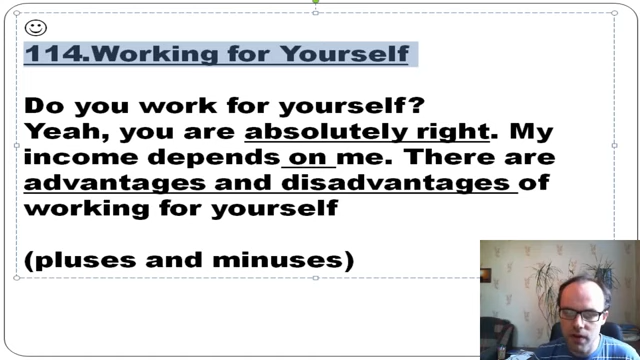 114.Working for Yourself
Do you work for yourself?
Yeah, you are absolutely right. My
income depends on me. There are
advantages and disadvantages of
working for yourself
(pluses and minuses)